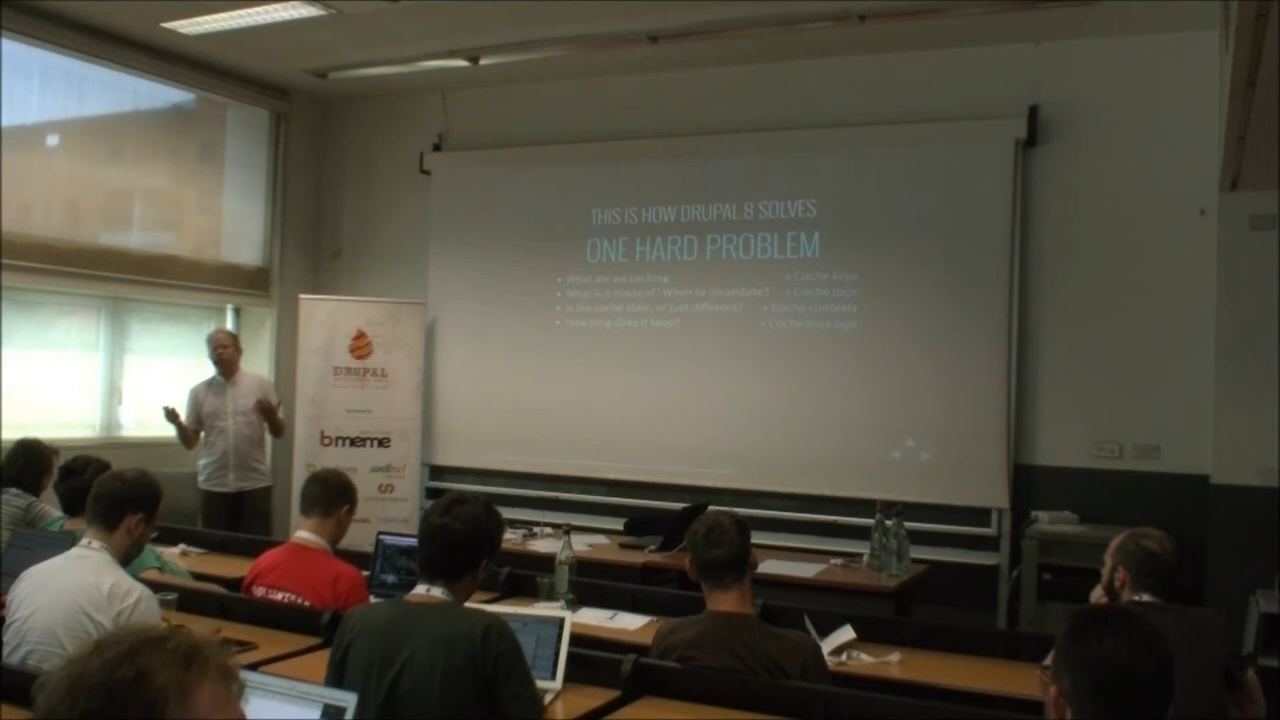 THIS IS HOW DRUPAL 8 SOLVES
ONE HARD PROBLEM
• What are we caching → Cache keys
• What is it made of? When to invalidate? → Cache tags
• Is the cache stale, or just different? → Cache contexts
• How long does it keep? → Cache max-age
DRUPAL
bmeme
VOLUNTEER